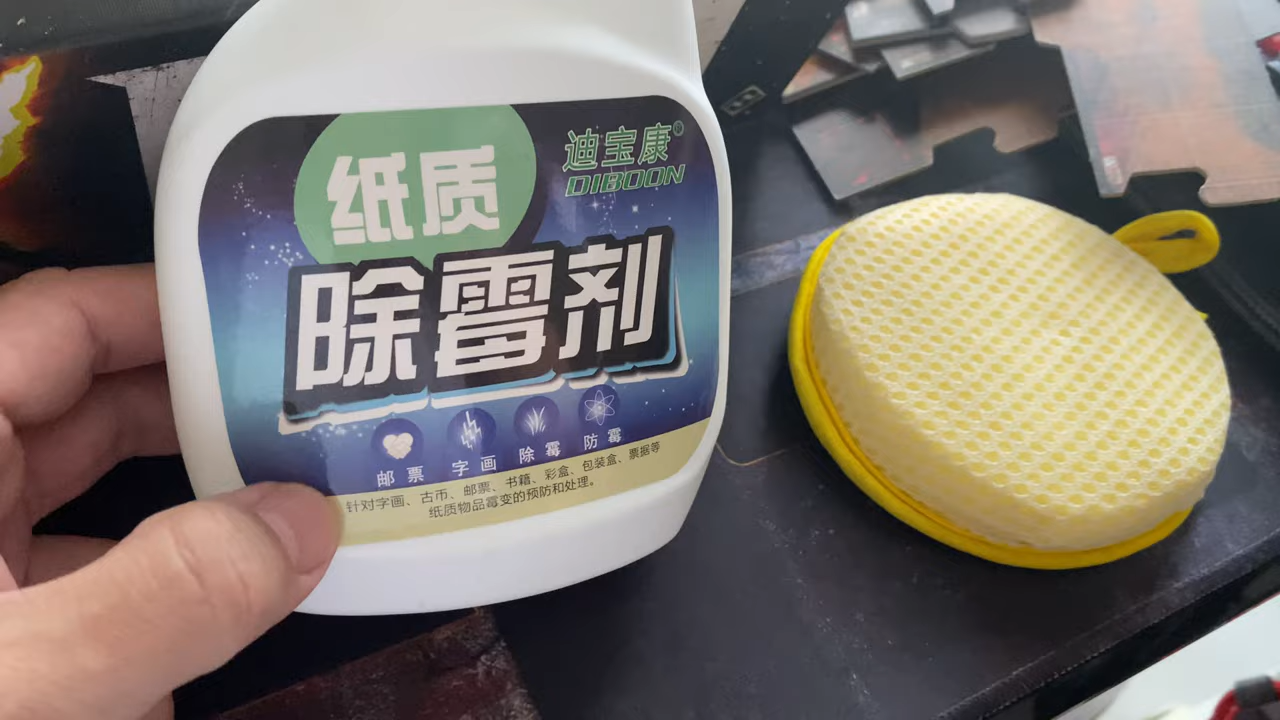 纸质
迪宝康®
DIBOON
除霉剂
邮票 字画 除霉 防霉
针对字画、古币、邮票、书籍、彩盒、包装盒、票据等
纸质物品霉变的预防和处理。